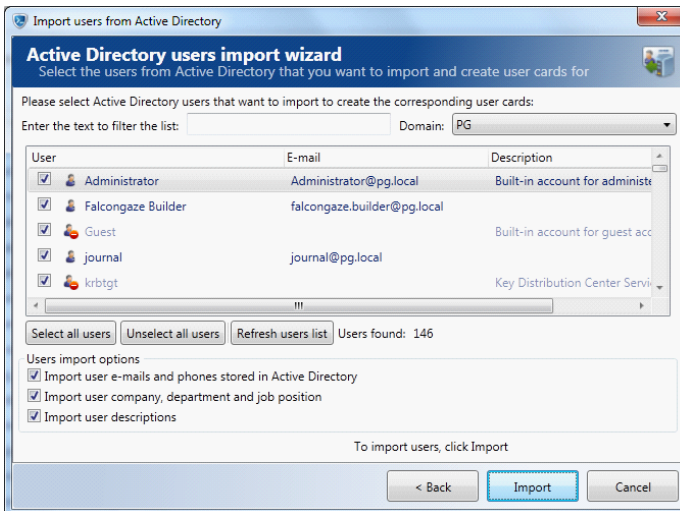 Import users from Active Directory
Active Directory users import wizard
Select the users from Active Directory that you want to import and create user cards for
Please select Active Directory users that want to import to create the corresponding user cards:
Enter the text to filter the list: Domain: PG
User E-mail Description
Administrator Administrator@pg.local Built-in account for administe
Falcongaze Builder falcongaze.builder@pg.local
Guest Built-in account for guest acc
journal journal@pg.local
krbtgt Key Distribution Center Servi
Select all users Unselect all users Refresh users list Users found: 146
Users import options
Import user e-mails and phones stored in Active Directory
Import user company, department and job position
Import user descriptions
To import users, click Import
< Back Import Cancel